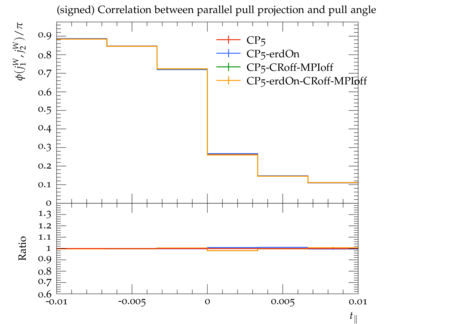 (signed) Correlation between parallel pull projection and pull angle
ϕ(j₁ᵂ, j₂ᵂ)/π
0.9
0.8
0.7
0.6
0.5
0.4
0.3
0.2
0.1
0
CP5
CP5-erdOn
CP5-CRoff-MPIoff
CP5-erdOn-CRoff-MPIoff
Ratio
1.3
1.2
1.1
1
0.9
0.8
0.7
0.6
-0.01 -0.005 0 0.005 0.01
t∥